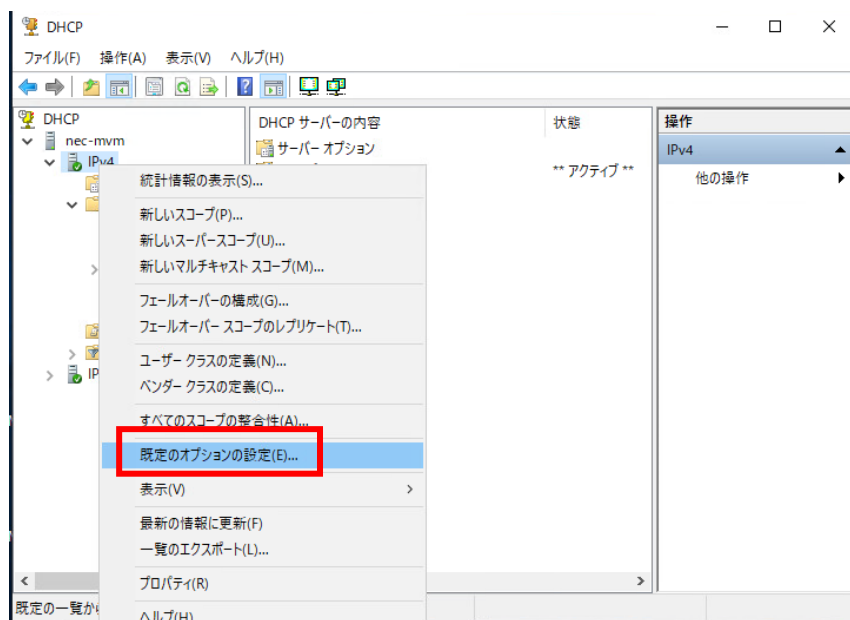 DHCP
ファイル(F) 操作(A) 表示(V) ヘルプ(H)
DHCP
nec-mvm
IPv4
IP
DHCP サーバーの内容
状態
サーバー オプション
** アクティブ **
統計情報の表示(S)...
新しいスコープ(P)...
新しいスーパースコープ(U)...
新しいマルチキャスト スコープ(M)...
フェールオーバーの構成(G)...
フェールオーバー スコープのレプリケート(T)...
ユーザー クラスの定義(N)...
ベンダー クラスの定義(C)...
すべてのスコープの整合性(A)...
既定のオプションの設定(E)...
表示(V)
最新の情報に更新(F)
一覧のエクスポート(L)...
プロパティ(R)
ヘルプ(H)
操作
IPv4
他の操作
既定の一覧か